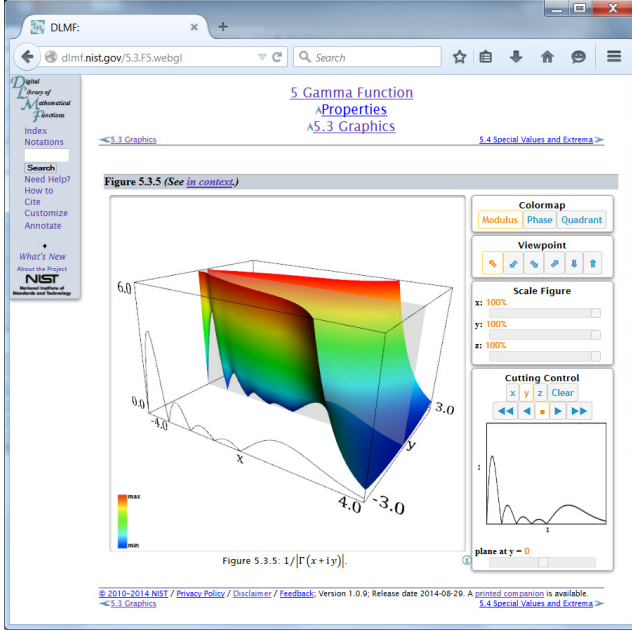 DLMF:
dlmf.nist.gov/5.3.F5.webgl
Search
Digital
Library of
Mathematical
Functions
Index
Notations
Search
Need Help?
How to
Cite
Customize
Annotate
What's New
About the Project
NIST
National Institute of
Standards and Technology
5 Gamma Function
Properties
5.3 Graphics
5.3 Graphics
5.4 Special Values and Extrema
Figure 5.3.5 (See in context.)
6.0
0.0
-4.0
x
4.0
-3.0
y
3.0
max
min
Figure 5.3.5: 1/|Γ(x+iy)|.
Colormap
Modulus Phase Quadrant
Viewpoint
Scale Figure
x: 100%
y: 100%
z: 100%
Cutting Control
x y z Clear
z
x
plane at y = 0
© 2010–2014 NIST / Privacy Policy / Disclaimer / Feedback; Version 1.0.9; Release date 2014-08-29. A printed companion is available.
5.3 Graphics
5.4 Special Values and Extrema